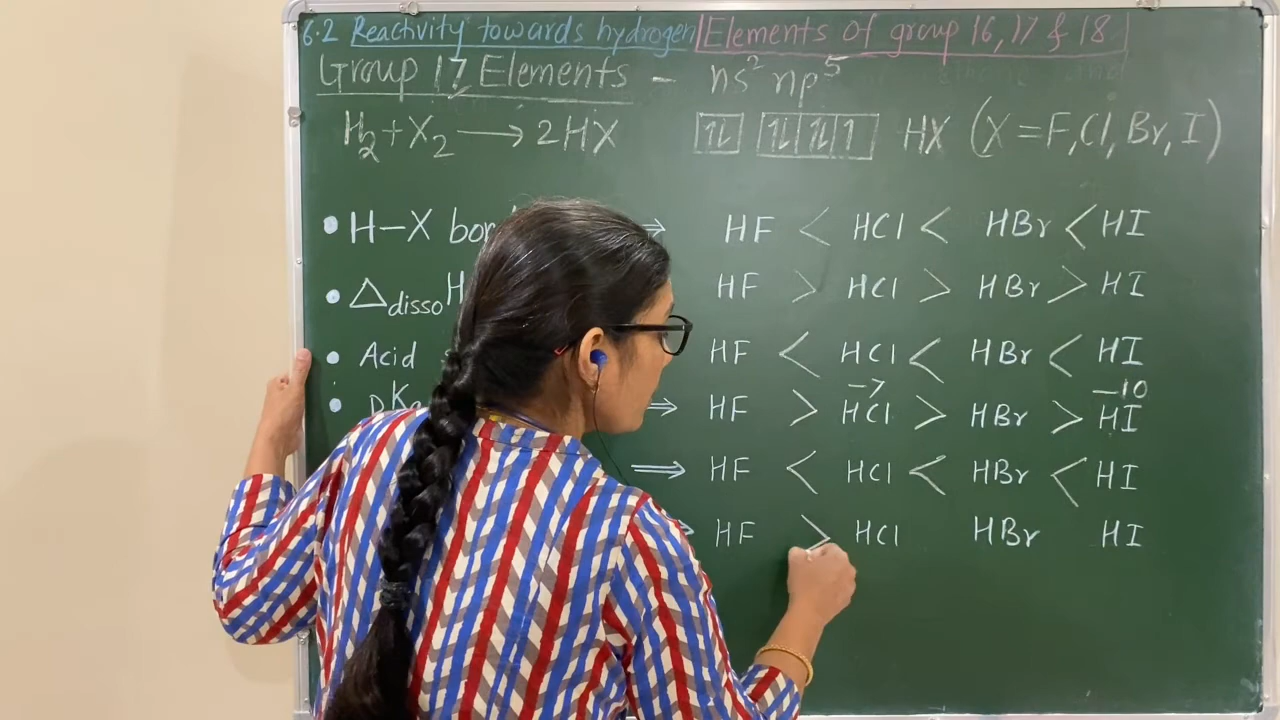 6.2 Reactivity towards hydrogen Elements of group 16, 17 & 18
Group 17 Elements - ns² np⁵
H₂ + X₂ ⟶ 2HX ⇅ ⇅ ⇅ ↿ HX (X = F, Cl, Br, I)
• H–X ⇒ HF < HCl < HBr < HI
• Δdisso H HF > HCl > HBr > HI
• Acid HF < HCl < HBr < HI
-7 -10
⇒ HF > HCl > HBr > HI
⇒ HF < HCl < HBr < HI
HF > HCl HBr HI